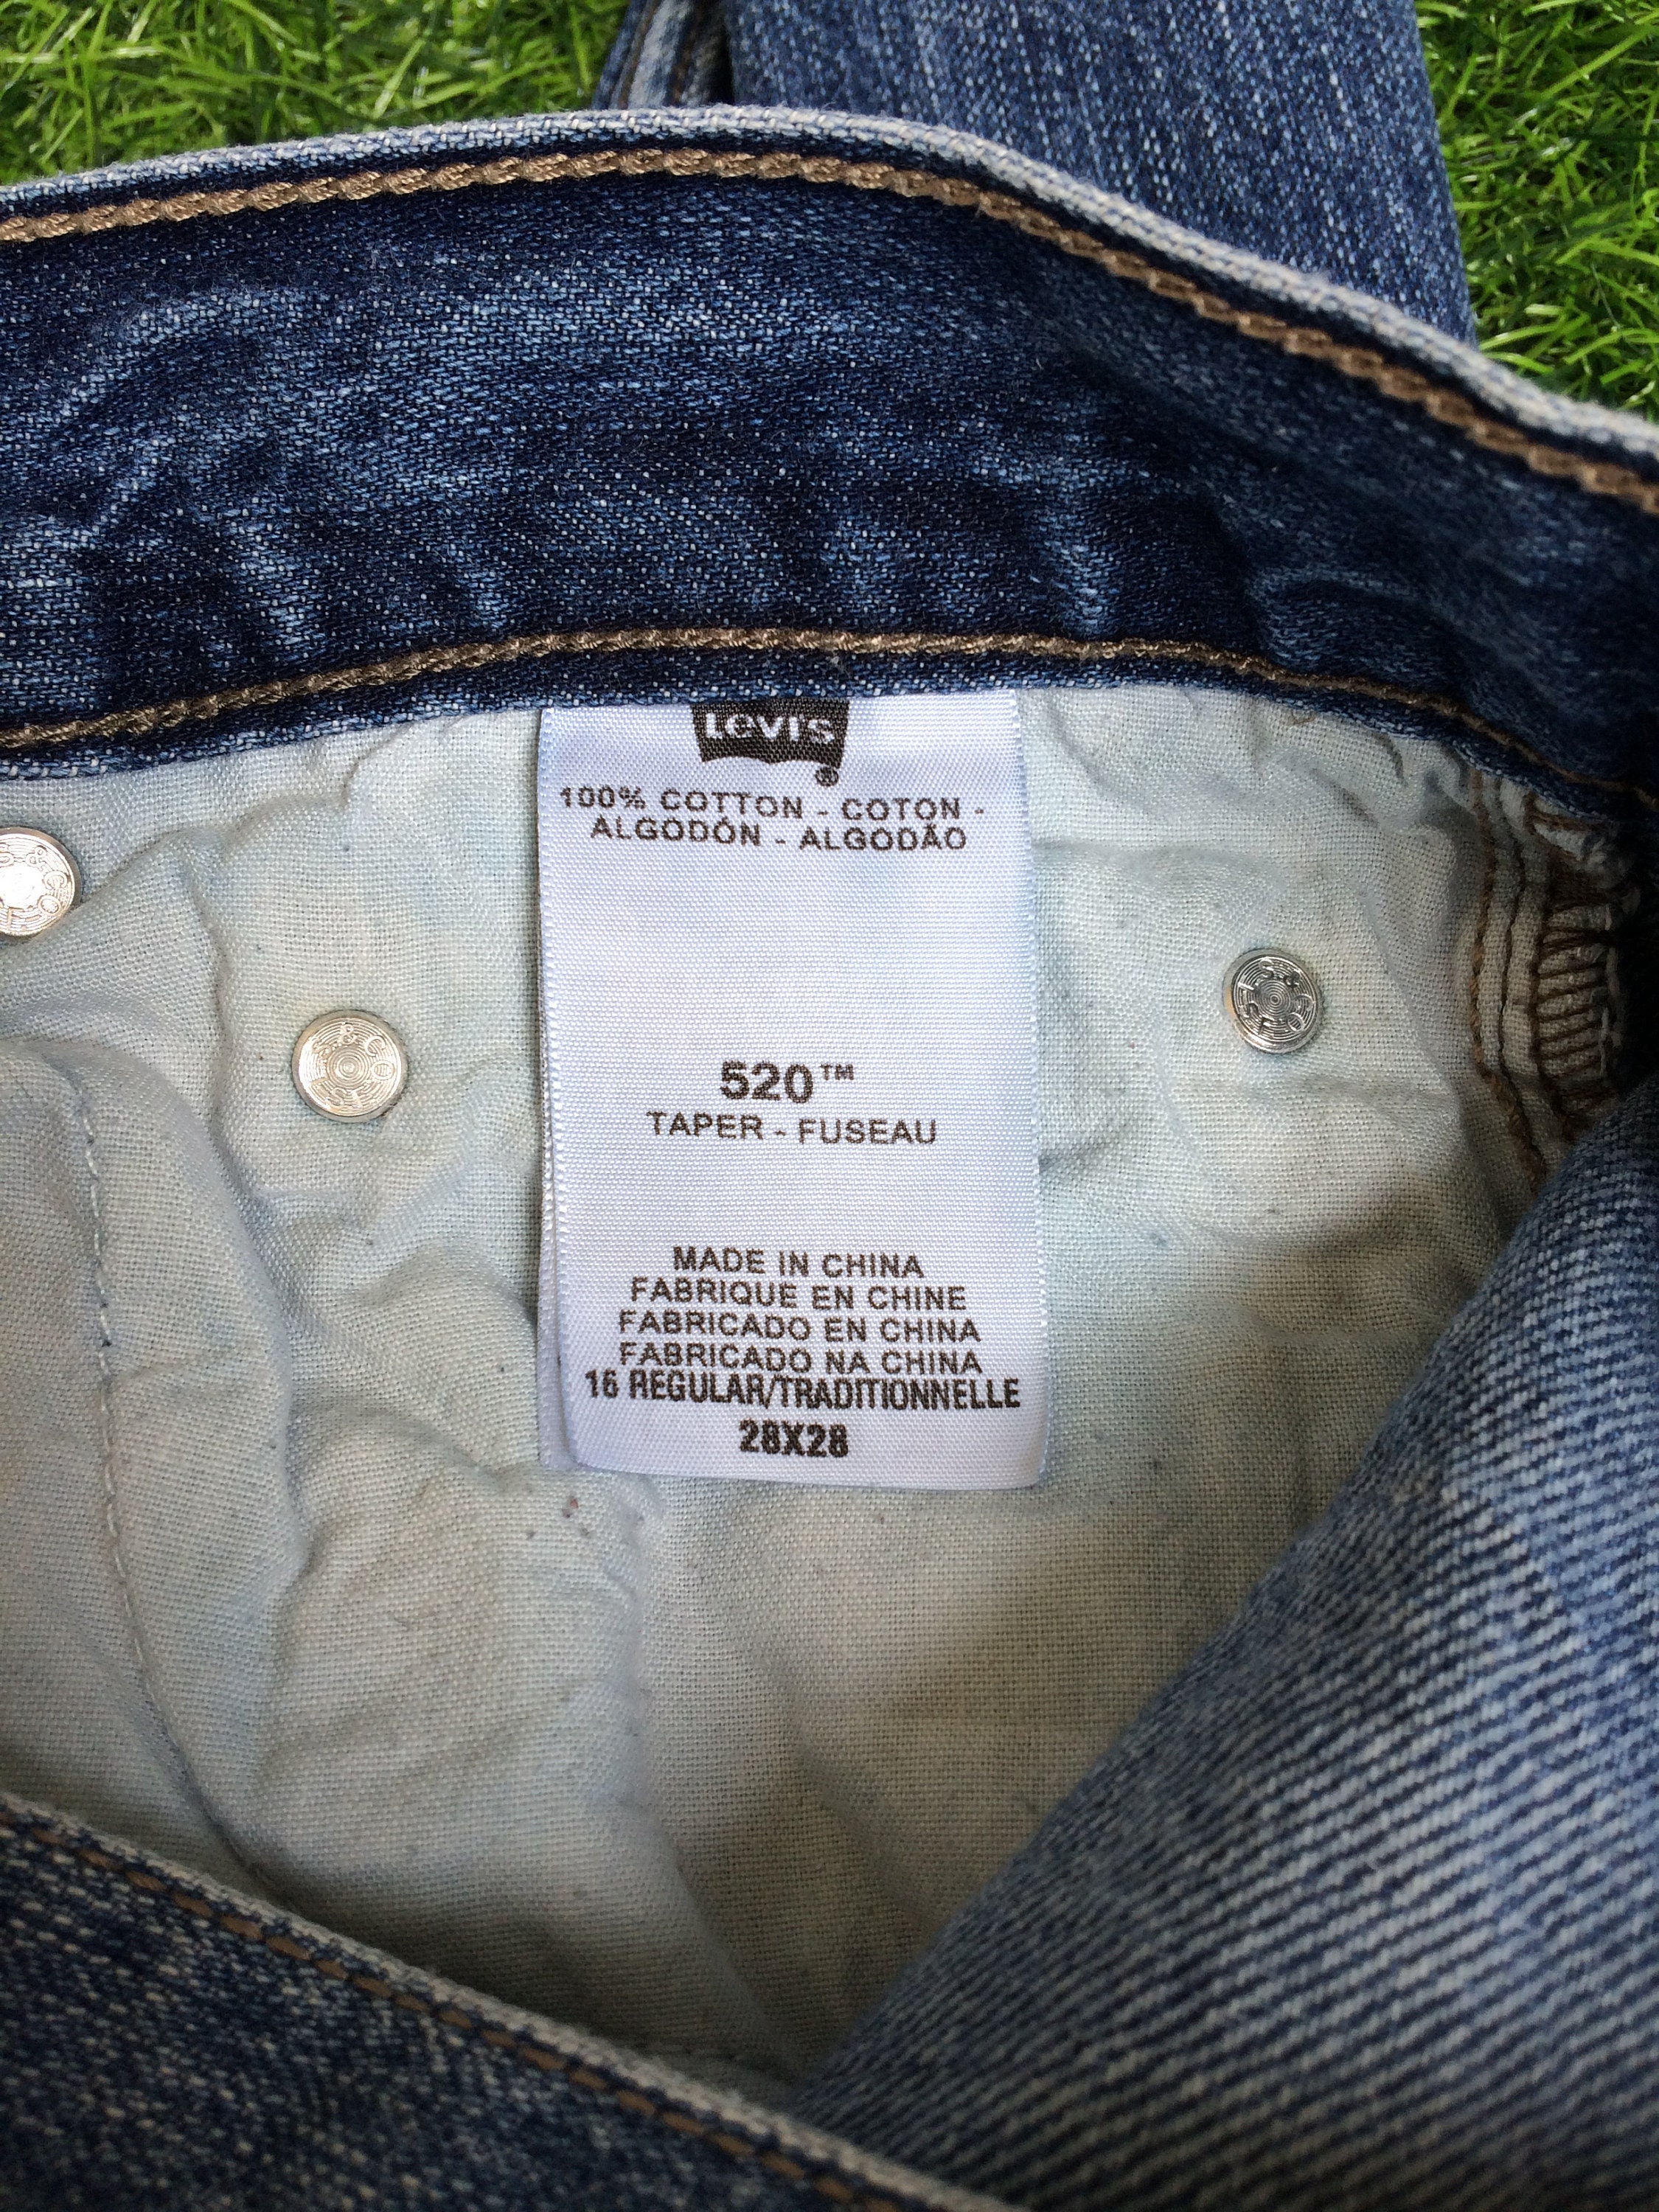 Levi's
®
100% COTTON - COTON -
ALGODÓN - ALGODÃO
520™
TAPER - FUSEAU
MADE IN CHINA
FABRIQUE EN CHINE
FABRICADO EN CHINA
FABRICADO NA CHINA
16 REGULAR/TRADITIONNELLE
28X28